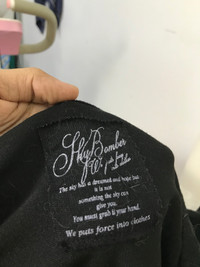 Sky Bomber
W
The sky has a dreamed and hope but
it is not
something the sky can
give you.
You must grub it your hand.
We puts force into clothes